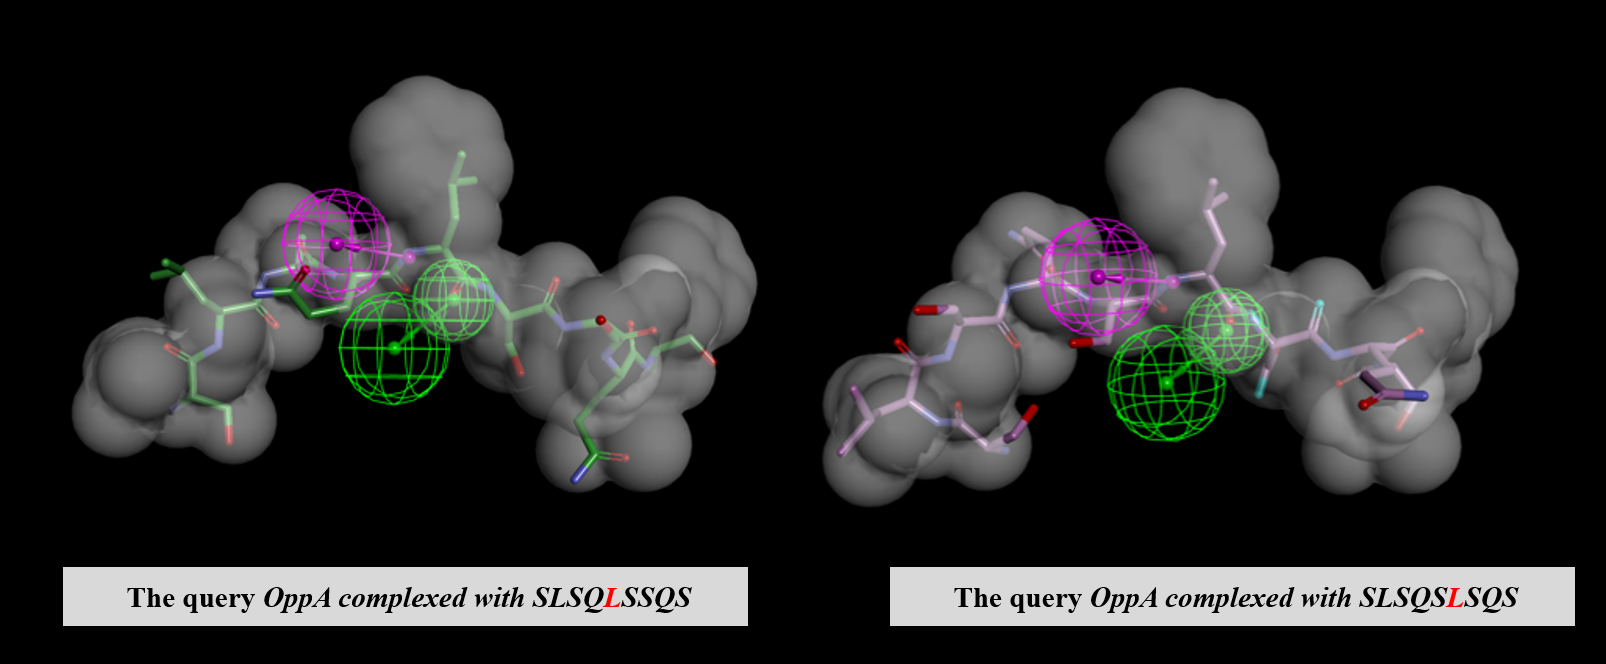 The query OppA complexed with SLSQLSSQS
The query OppA complexed with SLSQSLSQS